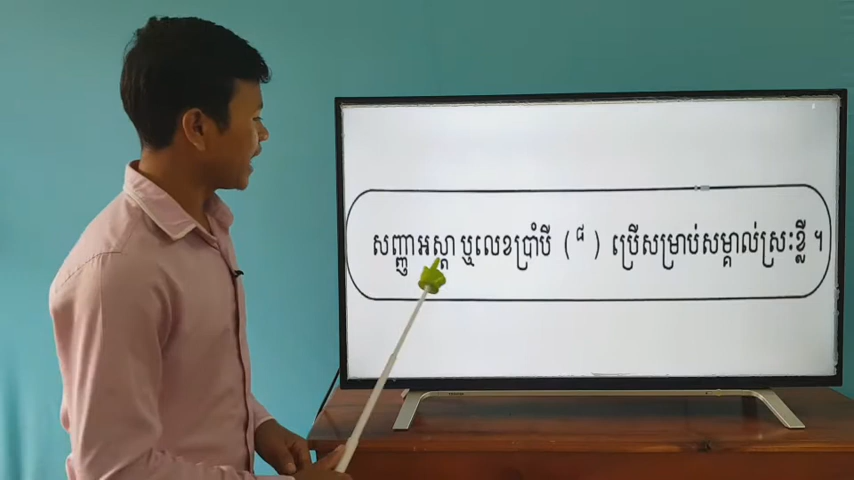 សញ្ញាអស្តា ឬលេខប្រាំបី ( ៨ ) ប្រើសម្រាប់សម្គាល់ស្រះខ្លី ។